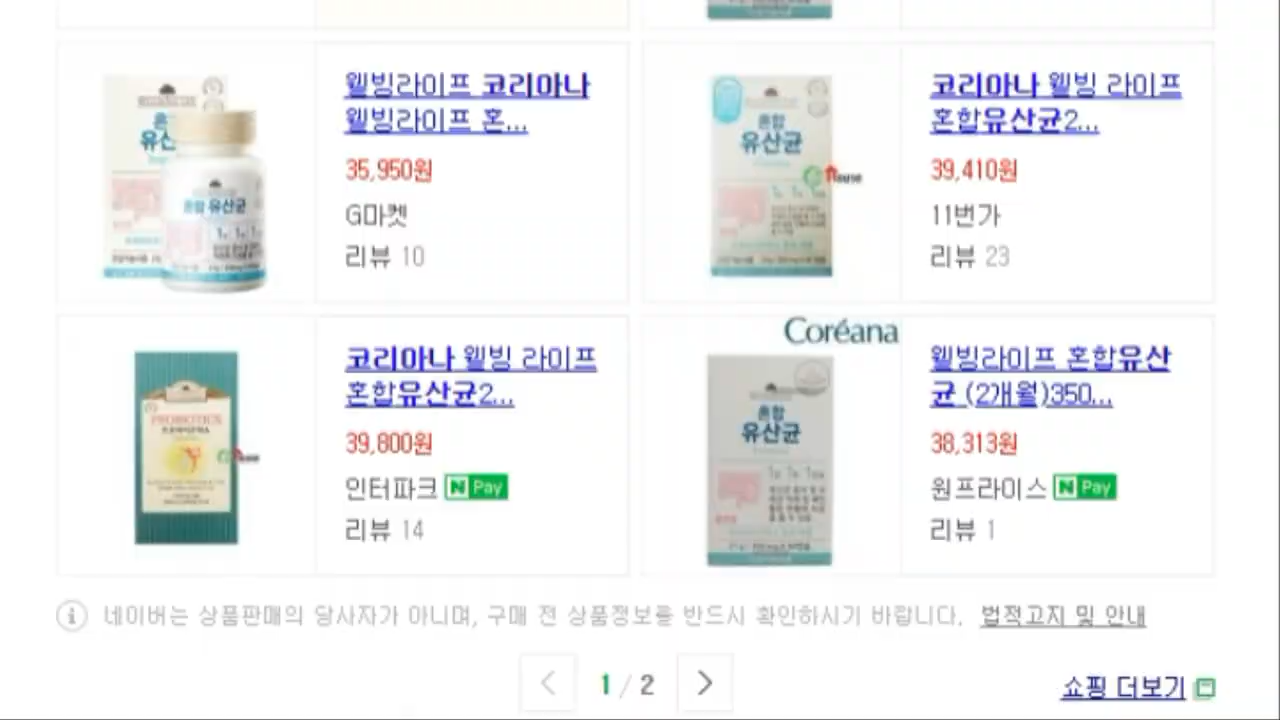 웰빙라이프 코리아나
웰빙라이프 혼...
35,950원
G마켓
리뷰 10
혼합
유산균
혼합 유산균
코리아나 웰빙 라이프
혼합유산균2...
39,410원
11번가
리뷰 23
혼합
유산균
코리아나 웰빙 라이프
혼합유산균2...
39,800원
인터파크 N Pay
리뷰 14
PROBIOTICS
Coréana
웰빙라이프 혼합유산
균 (2개월)350...
38,313원
원프라이스 N Pay
리뷰 1
혼합
유산균
네이버는 상품판매의 당사자가 아니며, 구매 전 상품정보를 반드시 확인하시기 바랍니다. 법적고지 및 안내
1 / 2
쇼핑 더보기